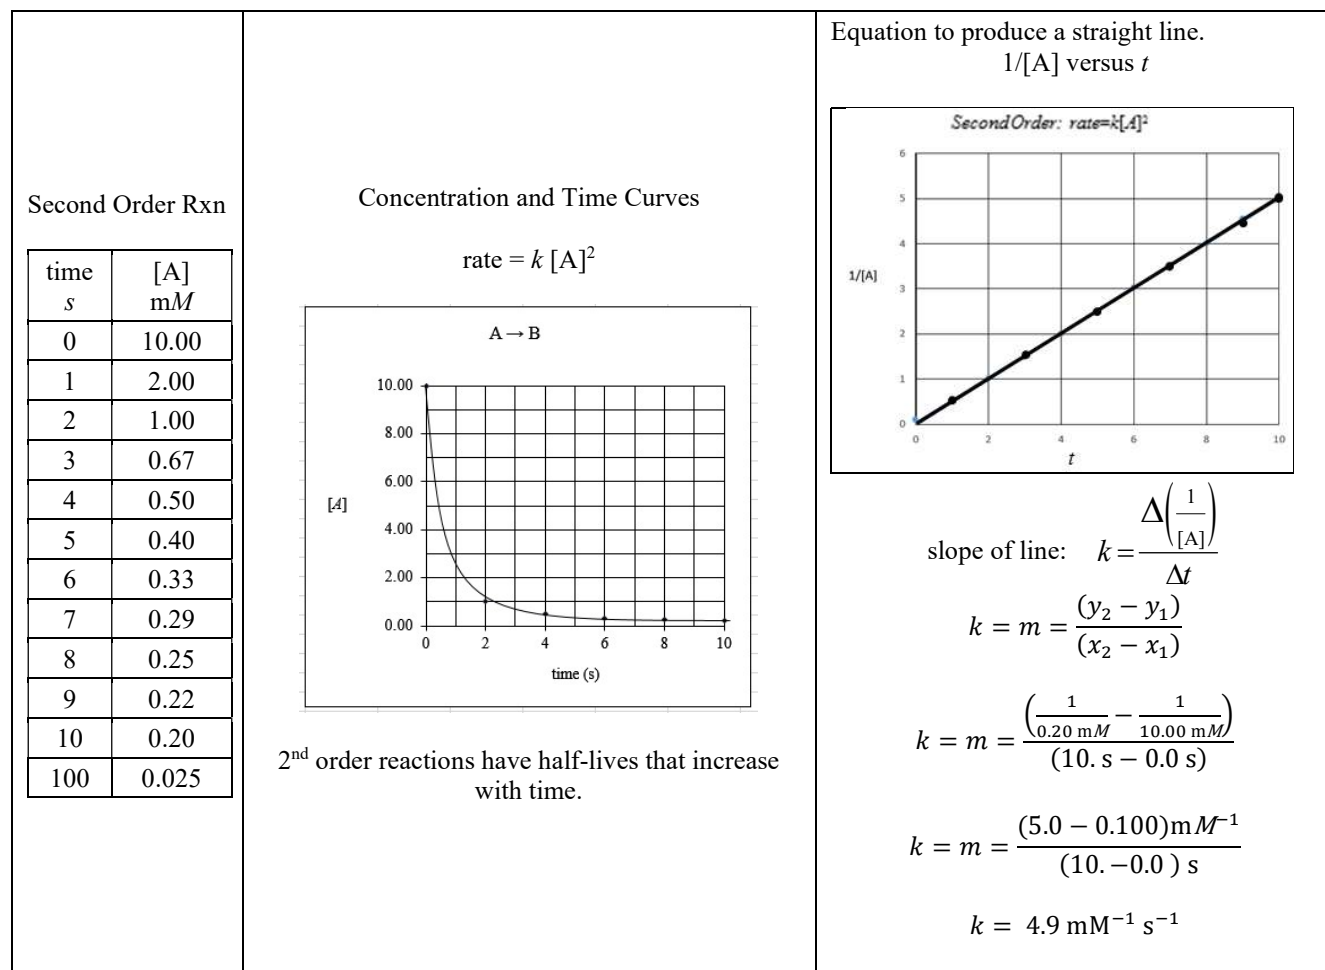 Second Order Rxn
time s | [A] mM
0 | 10.00
1 | 2.00
2 | 1.00
3 | 0.67
4 | 0.50
5 | 0.40
6 | 0.33
7 | 0.29
8 | 0.25
9 | 0.22
10 | 0.20
100 | 0.025
Concentration and Time Curves
rate = k [A]²
A → B
10.00
8.00
6.00
[A]
4.00
2.00
0.00
0 2 4 6 8 10
time (s)
2ⁿᵈ order reactions have half-lives that increase
with time.
Equation to produce a straight line.
1/[A] versus t
Second Order: rate=k[A]²
6
5
4
1/[A]
3
2
1
0
0 2 4 6 8 10
t
slope of line: k = Δ(1/[A]) / Δt
k = m = (y₂ − y₁) / (x₂ − x₁)
k = m = (1/0.20 mM − 1/10.00 mM) / (10. s − 0.0 s)
k = m = (5.0 − 0.100)mM⁻¹ / (10. −0.0 ) s
k = 4.9 mM⁻¹ s⁻¹